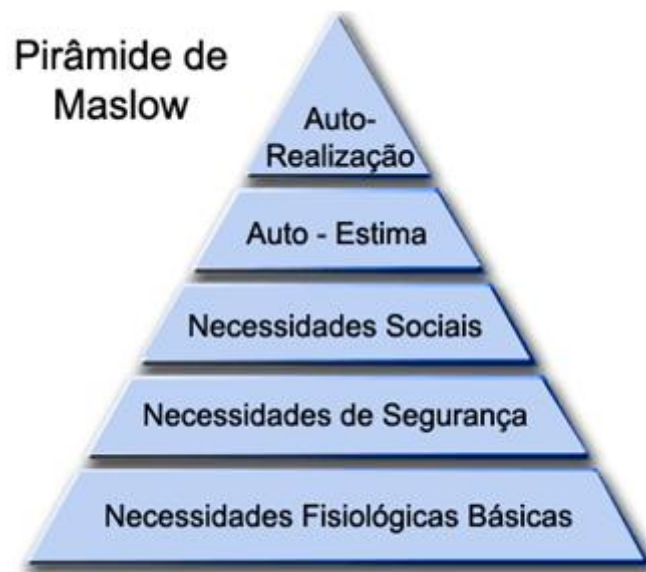 Pirâmide de
Maslow
Auto-
Realização
Auto - Estima
Necessidades Sociais
Necessidades de Segurança
Necessidades Fisiológicas Básicas